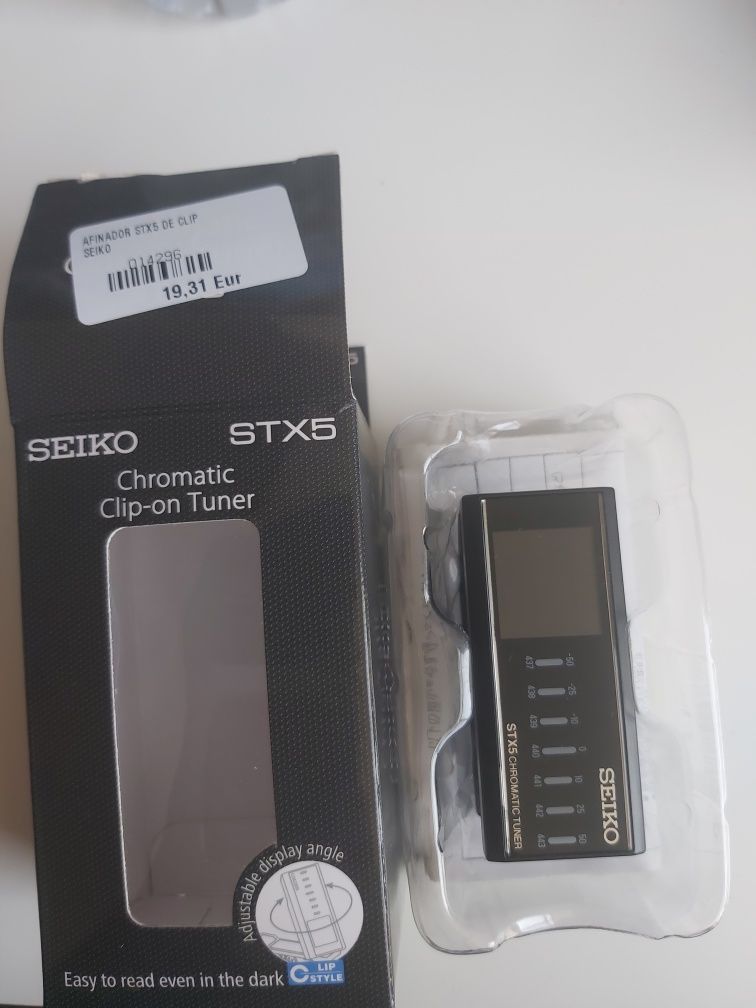 AFINADOR STX5 DE CLIP
SEIKO
014296
19,31 Eur
SEIKO STX5
Chromatic
Clip-on Tuner
Adjustable display angle
Easy to read even in the dark
CLIP
STYLE
SEIKO
STX5 CHROMATIC TUNER
-50 -25 -10 0 10 25 50
437 438 439 440 441 442 443